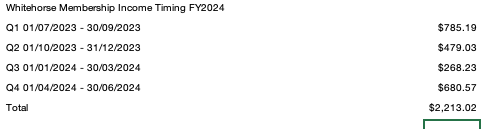 Whitehorse Membership Income Timing FY2024
Q1 01/07/2023 - 30/09/2023 $785.19
Q2 01/10/2023 - 31/12/2023 $479.03
Q3 01/01/2024 - 30/03/2024 $268.23
Q4 01/04/2024 - 30/06/2024 $680.57
Total $2,213.02